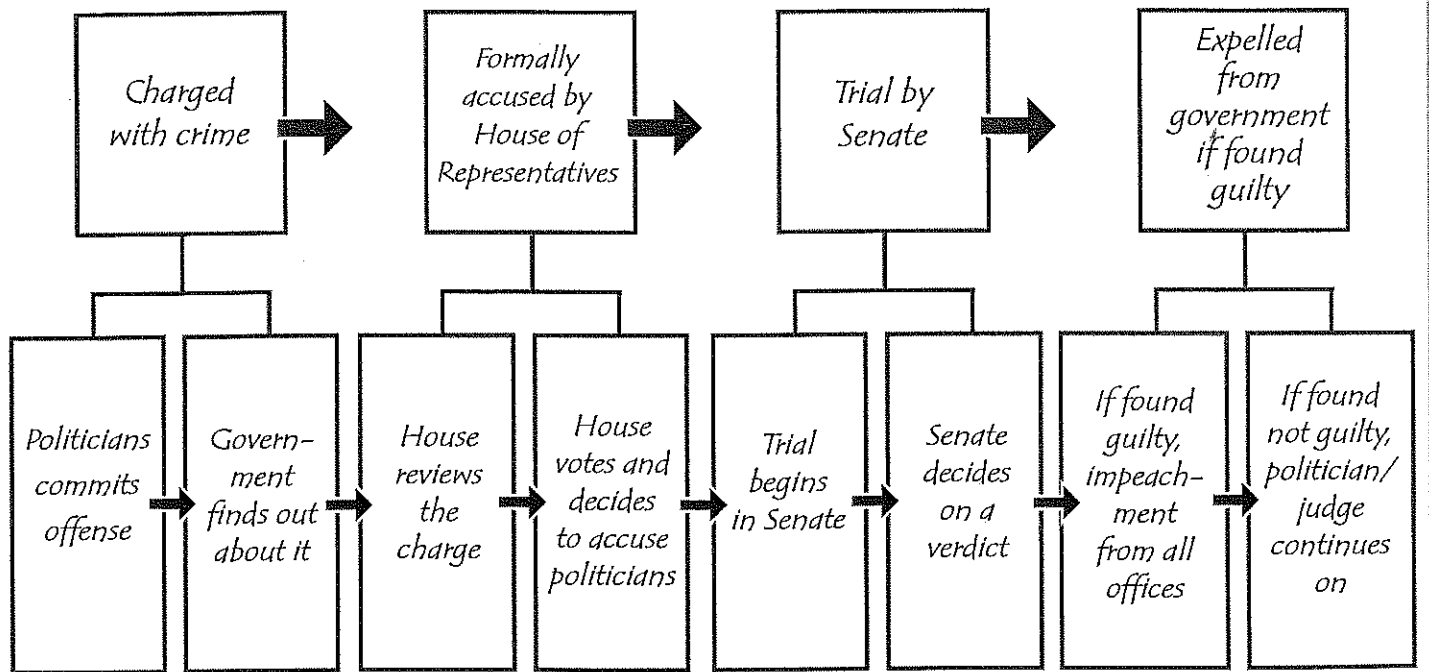 Charged
with crime
Formally
accused by
House of
Representatives
Trial by
Senate
Expelled
from
government
if found
guilty
Politicians
commits
offense
Govern-
ment
finds out
about it
House
reviews
the
charge
House
votes and
decides
to accuse
politicians
Trial
begins
in Senate
Senate
decides
on a
verdict
If found
guilty,
impeach-
ment
from all
offices
If found
not guilty,
politician/
judge
continues
on